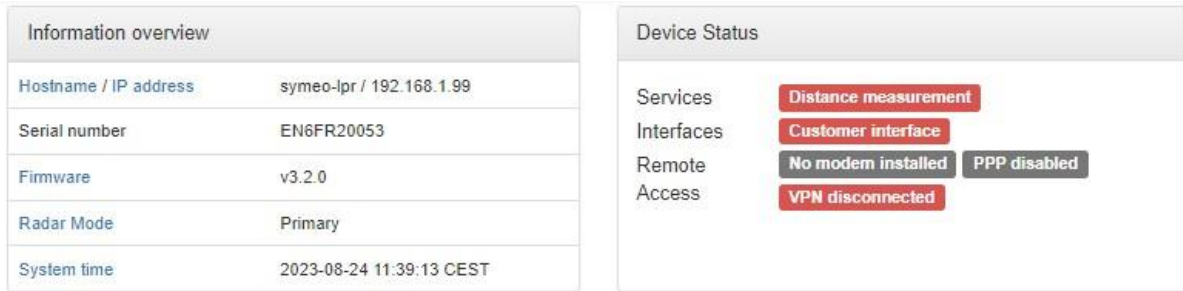 Information overview
Hostname / IP address symeo-lpr / 192.168.1.99
Serial number EN6FR20053
Firmware v3.2.0
Radar Mode Primary
System time 2023-08-24 11:39:13 CEST
Device Status
Services Distance measurement
Interfaces Customer interface
Remote Access No modem installed PPP disabled
VPN disconnected